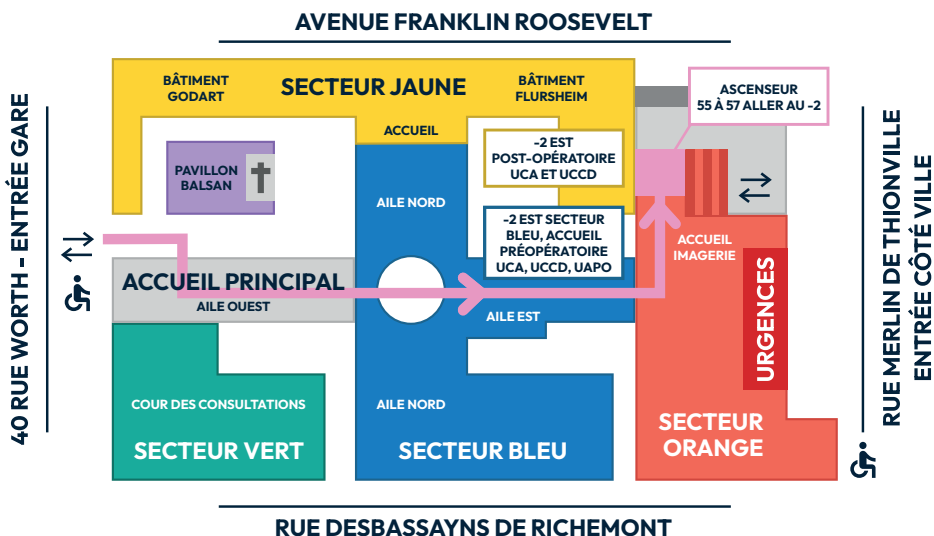 AVENUE FRANKLIN ROOSEVELT
40 RUE WORTH - ENTRÉE GARE
BÂTIMENT
GODART
SECTEUR JAUNE
BÂTIMENT
FLURSHEIM
ASCENSEUR
55 À 57 ALLER AU -2
ACCUEIL
-2 EST
POST-OPÉRATOIRE
UCA ET UCCD
PAVILLON
BALSAN
AILE NORD
-2 EST SECTEUR
BLEU, ACCUEIL
PRÉOPÉRATOIRE
UCA, UCCD, UAPO
ACCUEIL
IMAGERIE
URGENCES
ACCUEIL PRINCIPAL
AILE OUEST
AILE EST
COUR DES CONSULTATIONS
SECTEUR VERT
AILE NORD
SECTEUR BLEU
SECTEUR
ORANGE
RUE MERLIN DE THIONVILLE
ENTRÉE CÔTÉ VILLE
RUE DESBASSAYNS DE RICHEMONT